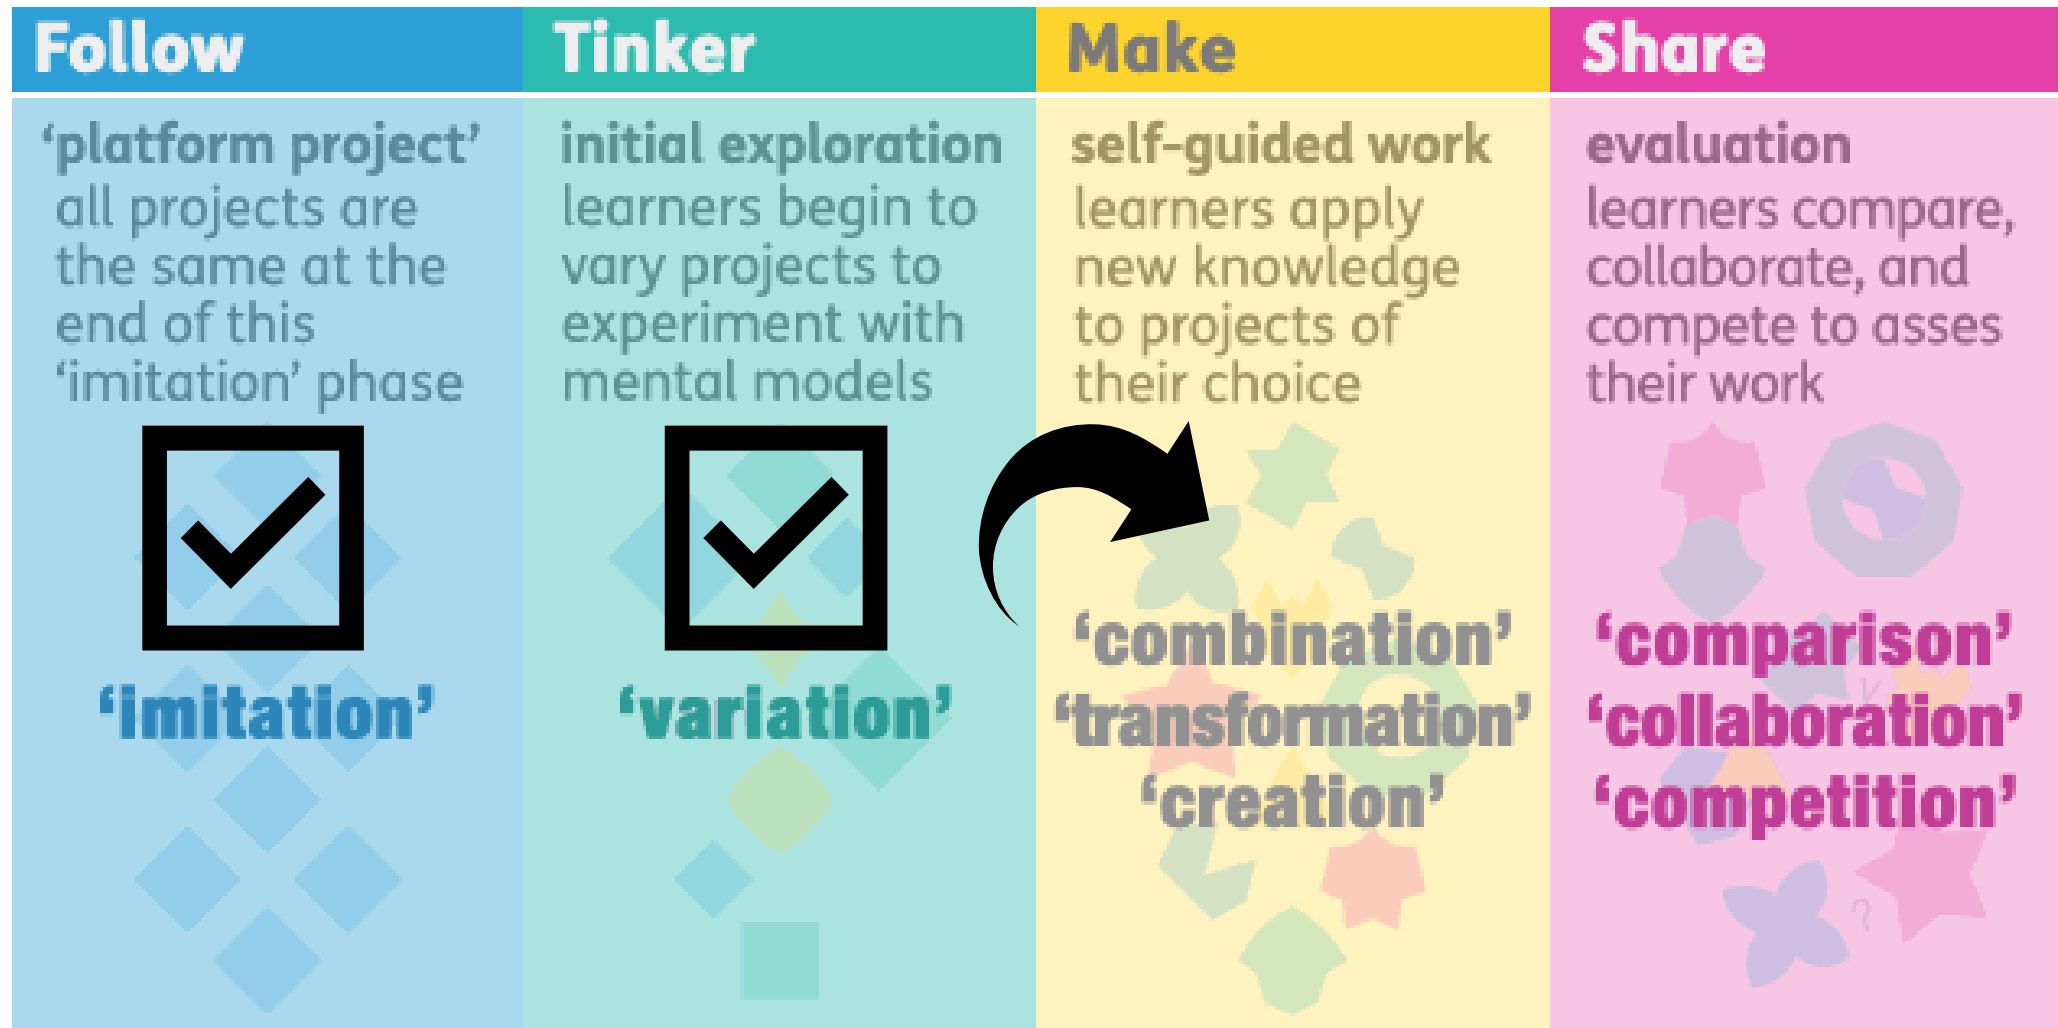 Follow
‘platform project’
all projects are
the same at the
end of this
‘imitation’ phase
‘imitation’
Tinker
initial exploration
learners begin to
vary projects to
experiment with
mental models
‘variation’
Make
self-guided work
learners apply
new knowledge
to projects of
their choice
‘combination’
‘transformation’
‘creation’
Share
evaluation
learners compare,
collaborate, and
compete to asses
their work
‘comparison’
‘collaboration’
‘competition’
?